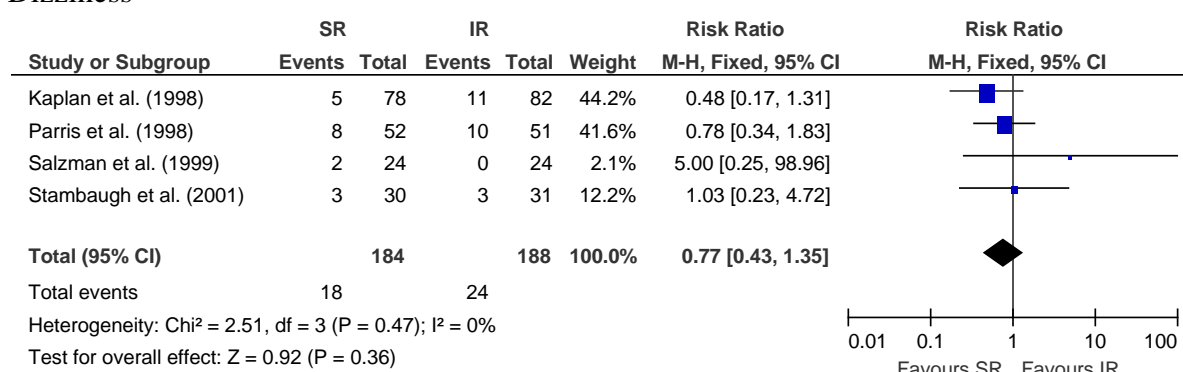 Dizziness
SR IR Risk Ratio Risk Ratio
Study or Subgroup Events Total Events Total Weight M-H, Fixed, 95% CI M-H, Fixed, 95% CI
Kaplan et al. (1998) 5 78 11 82 44.2% 0.48 [0.17, 1.31]
Parris et al. (1998) 8 52 10 51 41.6% 0.78 [0.34, 1.83]
Salzman et al. (1999) 2 24 0 24 2.1% 5.00 [0.25, 98.96]
Stambaugh et al. (2001) 3 30 3 31 12.2% 1.03 [0.23, 4.72]
Total (95% CI) 184 188 100.0% 0.77 [0.43, 1.35]
Total events 18 24
Heterogeneity: Chi² = 2.51, df = 3 (P = 0.47); I² = 0%
Test for overall effect: Z = 0.92 (P = 0.36)
0.01 0.1 1 10 100
Favours SR Favours IR